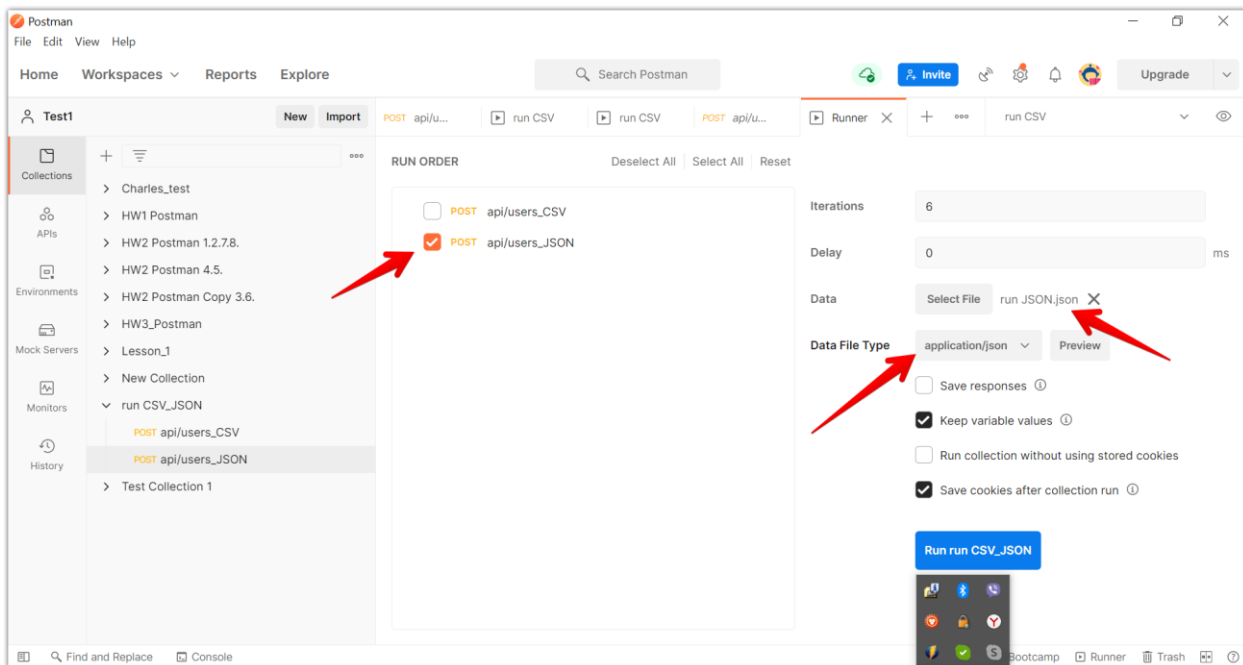 Postman
File Edit View Help
Home Workspaces Reports Explore
Search Postman
Invite
Upgrade
Test1
New Import
POST api/u...
run CSV
run CSV
POST api/u...
Runner
run CSV
Collections
APIs
Environments
Mock Servers
Monitors
History
Charles_test
HW1 Postman
HW2 Postman 1.2.7.8.
HW2 Postman 4.5.
HW2 Postman Copy 3.6.
HW3_Postman
Lesson_1
New Collection
run CSV_JSON
POST api/users_CSV
POST api/users_JSON
Test Collection 1
RUN ORDER
Deselect All Select All Reset
POST api/users_CSV
POST api/users_JSON
Iterations 6
Delay 0 ms
Data Select File run JSON.json
Data File Type application/json Preview
Save responses
Keep variable values
Run collection without using stored cookies
Save cookies after collection run
Run run CSV_JSON
Find and Replace Console
Bootcamp Runner Trash